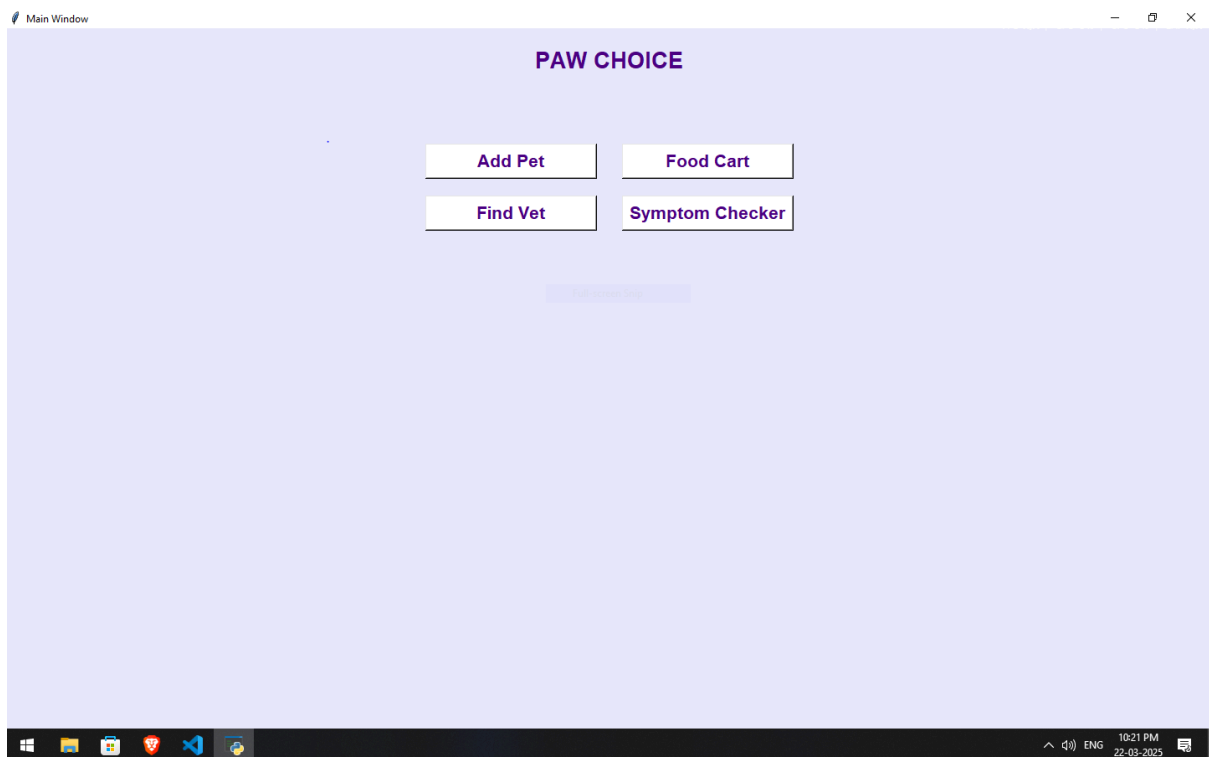 Main Window
PAW CHOICE
Add Pet Food Cart
Find Vet Symptom Checker
ENG
10:21 PM
22-03-2025